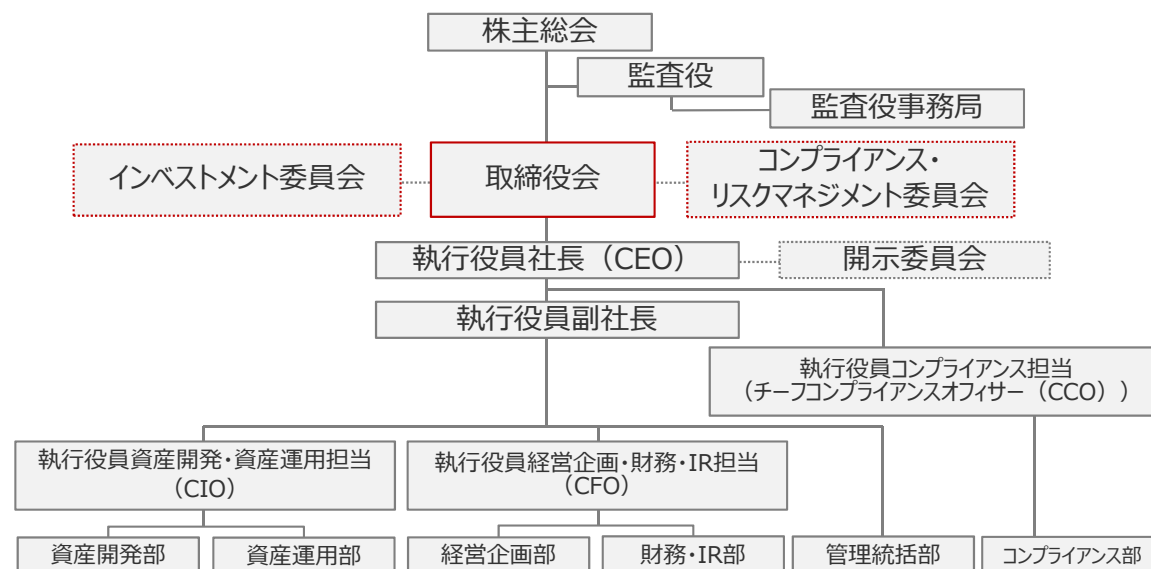 株主総会
監査役
監査役事務局
インベストメント委員会
取締役会
コンプライアンス・
リスクマネジメント委員会
執行役員社長（CEO）
開示委員会
執行役員副社長
執行役員コンプライアンス担当
（チーフコンプライアンスオフィサー（CCO））
執行役員資産開発・資産運用担当
（CIO）
執行役員経営企画・財務・IR担当
（CFO）
資産開発部
資産運用部
経営企画部
財務・IR部
管理統括部
コンプライアンス部